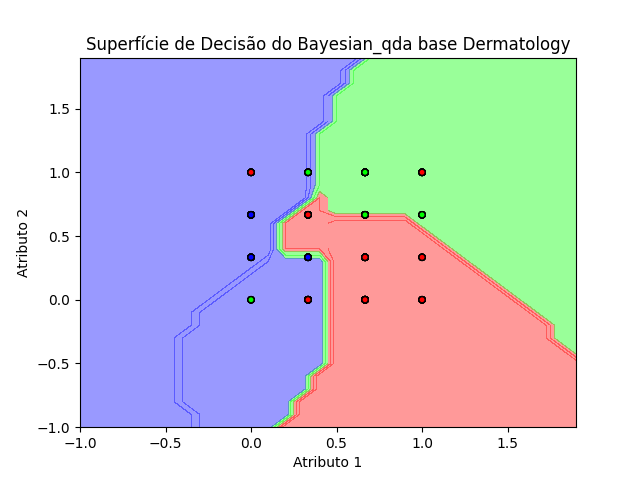 Superfície de Decisão do Bayesian_qda base Dermatology
1.5
1.0
Atributo 2
0.5
0.0
−0.5
−1.0
−1.0 −0.5 0.0 0.5 1.0 1.5
Atributo 1